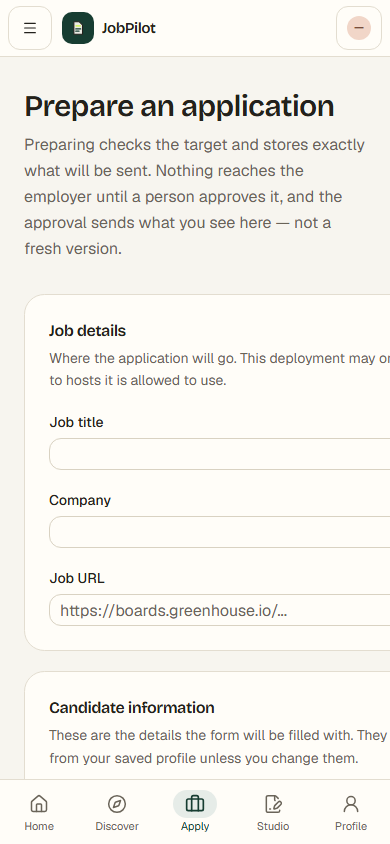 JobPilot
Prepare an application
Preparing checks the target and stores exactly
what will be sent. Nothing reaches the
employer until a person approves it, and the
approval sends what you see here — not a
fresh version.
Job details
Where the application will go. This deployment may
to hosts it is allowed to use.
Job title
Company
Job URL
https://boards.greenhouse.io/...
Candidate information
These are the details the form will be filled with. They
from your saved profile unless you change them.
Home
Discover
Apply
Studio
Profile